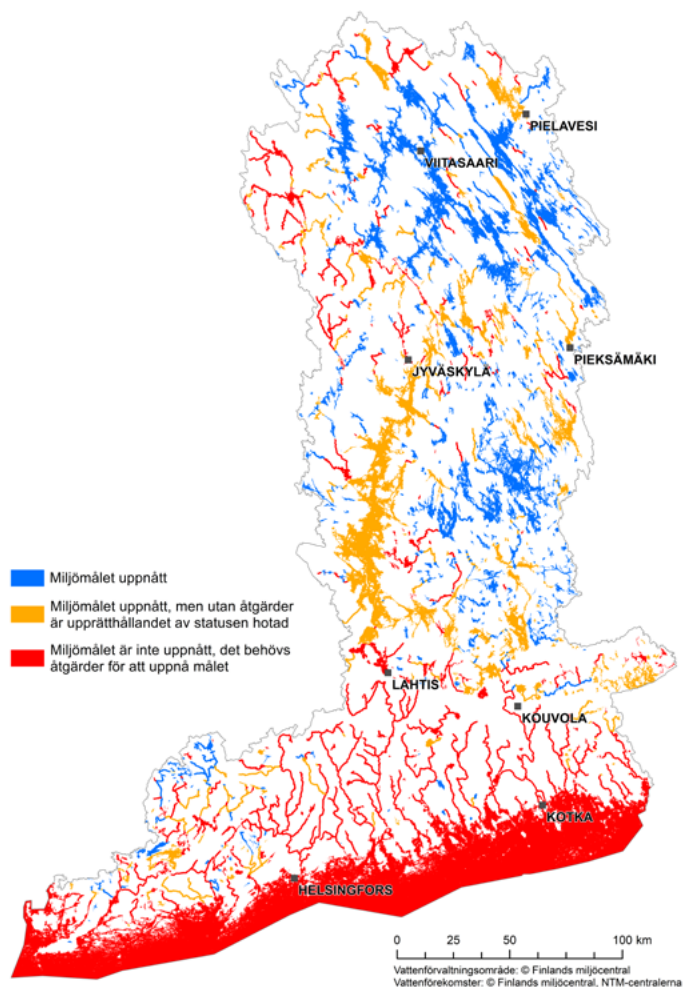 PIELAVESI
VIITASAARI
PIEKSÄMÄKI
JYVÄSKYLÄ
Miljömålet uppnått
Miljömålet uppnått, men utan åtgärder
är upprätthållandet av statusen hotad
Miljömålet är inte uppnått, det behövs
åtgärder för att uppnå målet
LAHTIS
KOUVOLA
KOTKA
HELSINGFORS
0 25 50 100 km
Vattenförvaltningsområde: © Finlands miljöcentral
Vattenförekomster: © Finlands miljöcentral, NTM-centralerna